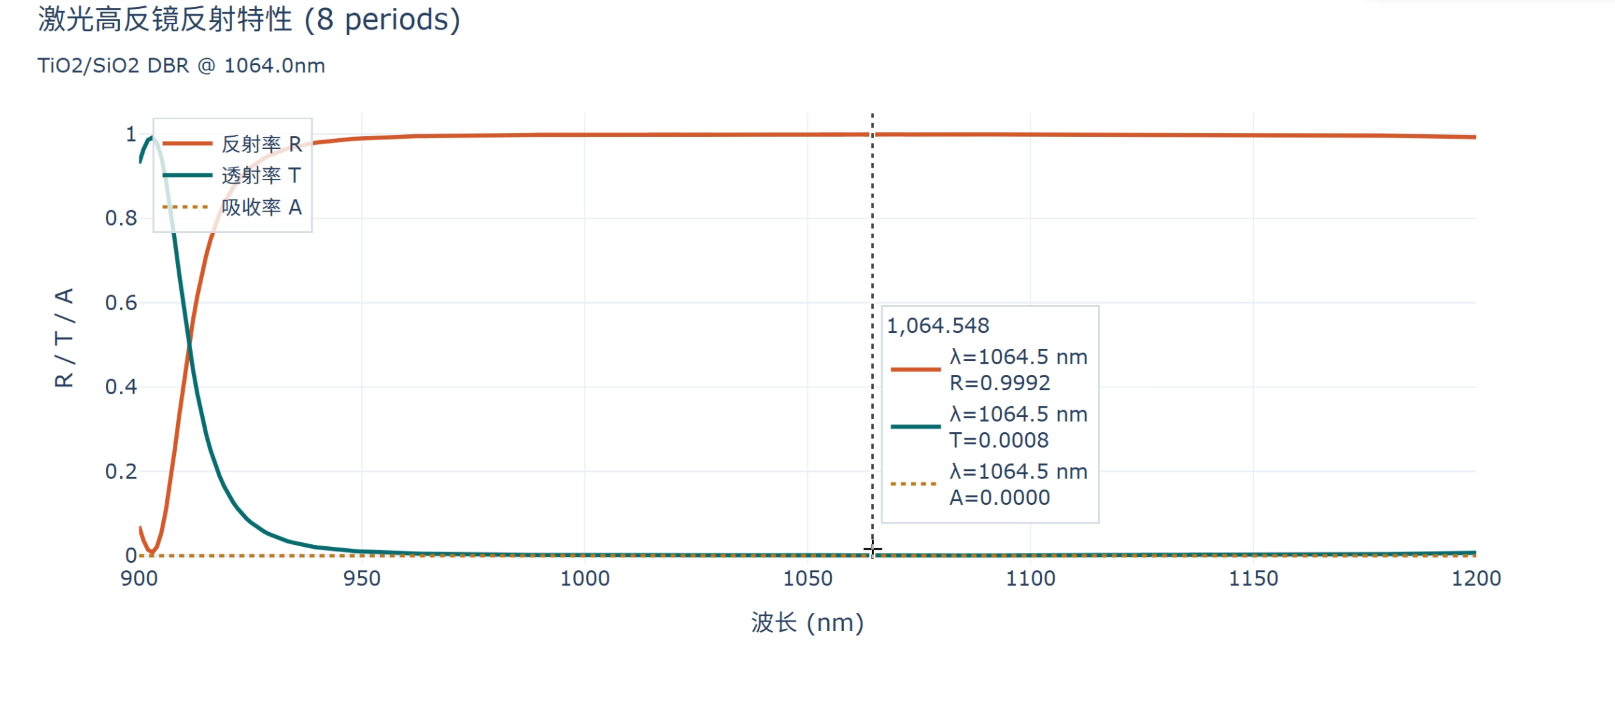 激光高反镜反射特性 (8 periods)
TiO2/SiO2 DBR @ 1064.0nm
反射率 R
透射率 T
吸收率 A
1
0.8
0.6
0.4
0.2
0
R / T / A
1,064.548
λ=1064.5 nm
R=0.9992
λ=1064.5 nm
T=0.0008
λ=1064.5 nm
A=0.0000
900 950 1000 1050 1100 1150 1200
波长 (nm)